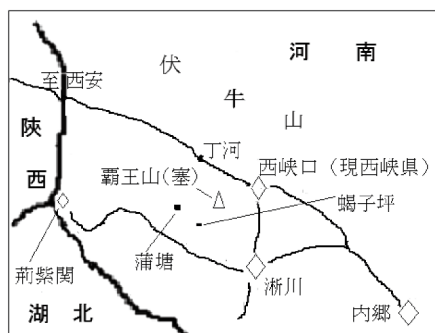 河南
伏牛山
至西安
陝西
丁河
西峡口（現西峡県）
覇王山(塞)
蝎子坪
蒲塘
荊紫関
淅川
内郷
湖北